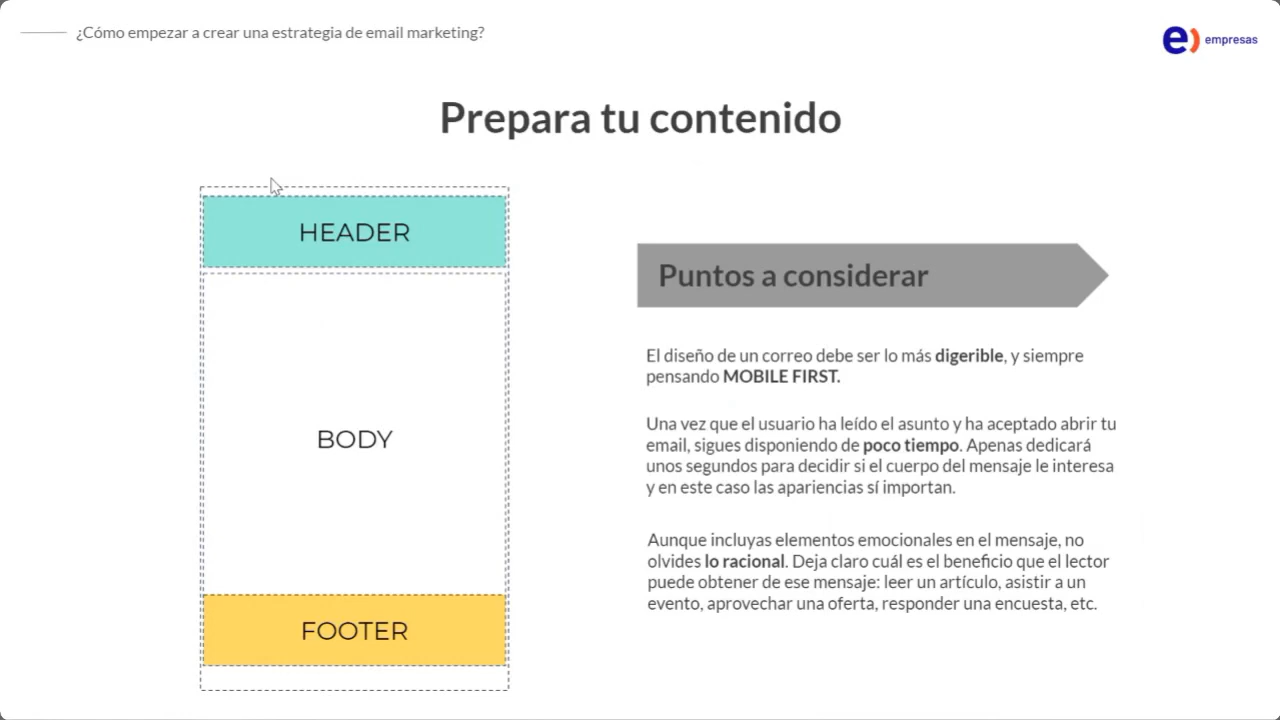 ¿Cómo empezar a crear una estrategia de email marketing?
e) empresas
Prepara tu contenido
HEADER
BODY
FOOTER
Puntos a considerar
El diseño de un correo debe ser lo más digerible, y siempre
pensando MOBILE FIRST.
Una vez que el usuario ha leído el asunto y ha aceptado abrir tu
email, sigues disponiendo de poco tiempo. Apenas dedicará
unos segundos para decidir si el cuerpo del mensaje le interesa
y en este caso las apariencias sí importan.
Aunque incluyas elementos emocionales en el mensaje, no
olvides lo racional. Deja claro cuál es el beneficio que el lector
puede obtener de ese mensaje: leer un artículo, asistir a un
evento, aprovechar una oferta, responder una encuesta, etc.